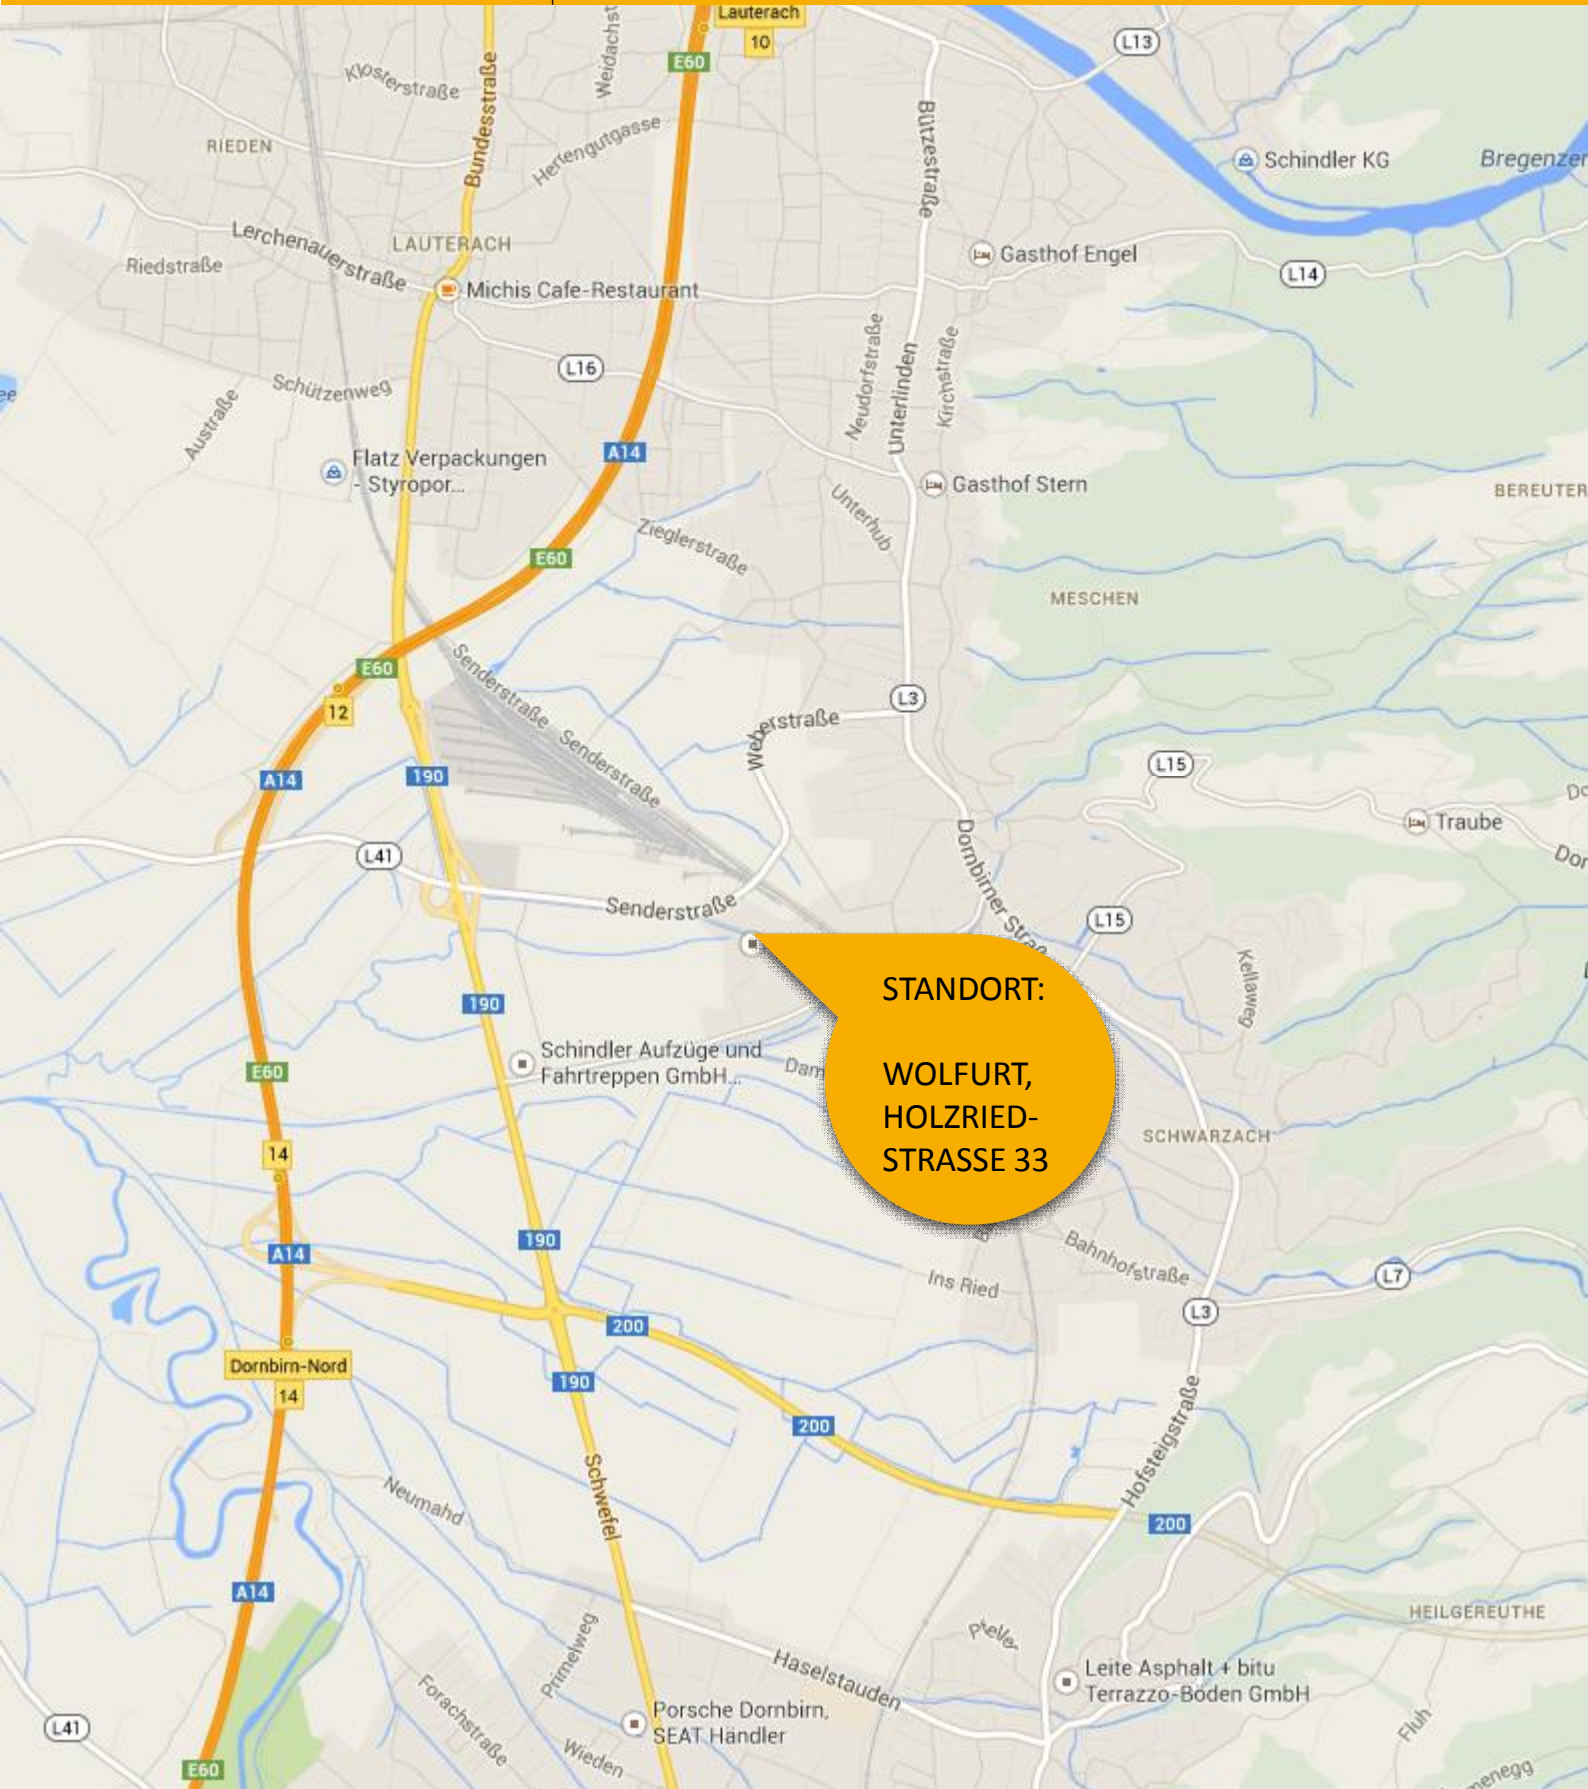 Lauterach
10
L13
E60
Weidachst
Klosterstraße
Bundesstraße
Bützestraße
Herrengutgasse
RIEDEN
Schindler KG
Bregenzer
Lerchenauerstraße
LAUTERACH
Riedstraße
Gasthof Engel
L14
Michis Cafe-Restaurant
Neudorfstraße
Unterlinden
Kirchstraße
L16
Schützenweg
ee
Austraße
A14
Flatz Verpackungen
- Styropor...
Gasthof Stern
BEREUTER
Unterhub
Zieglerstraße
E60
MESCHEN
E60
Senderstraße
Senderstraße
L3
12
Weberstraße
A14
190
L15
Traube
Dornbirner Straß
Dor
L41
Senderstraße
L15
Kellaweg
190
STANDORT:
WOLFURT,
HOLZRIED-
STRASSE 33
Schindler Aufzüge und
Fahrtreppen GmbH...
Dam
E60
SCHWARZACH
14
190
A14
Bahnhofstraße
Ins Ried
L7
L3
200
Dornbirn-Nord
14
190
200
Hofsteigstraße
Schwefel
Neumahd
200
A14
HEILGEREUTHE
Primelweg
Haselstauden
Leite Asphalt + bitu
Terrazzo-Böden GmbH
Forachstraße
Porsche Dornbirn,
SEAT Händler
Fluh
L41
Wieden
E60
menegg